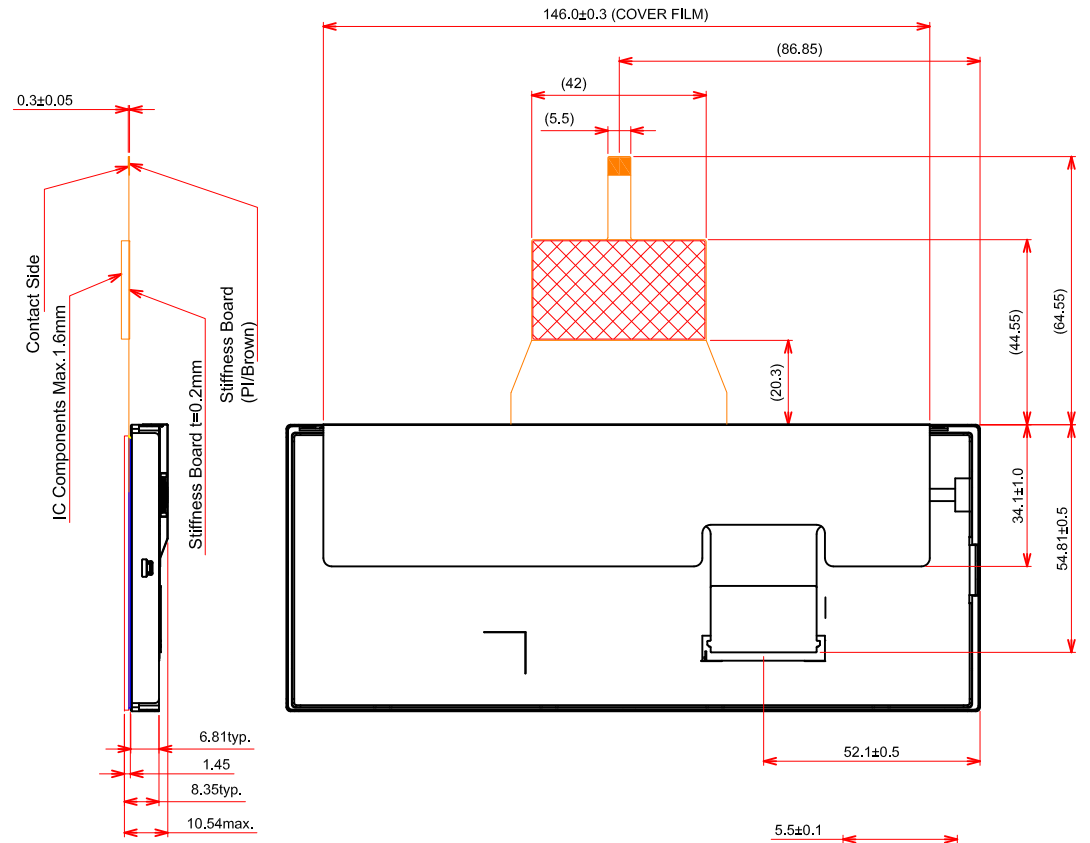 146.0±0.3 (COVER FILM)
(86.85)
(42)
0.3±0.05
(5.5)
Contact Side
IC Components Max.1.6mm
Stiffness Board t=0.2mm
Stiffness Board
(PI/Brown)
(20.3)
(44.55)
(64.55)
34.1±1.0
54.81±0.5
6.81typ.
1.45
8.35typ.
10.54max.
52.1±0.5
5.5±0.1